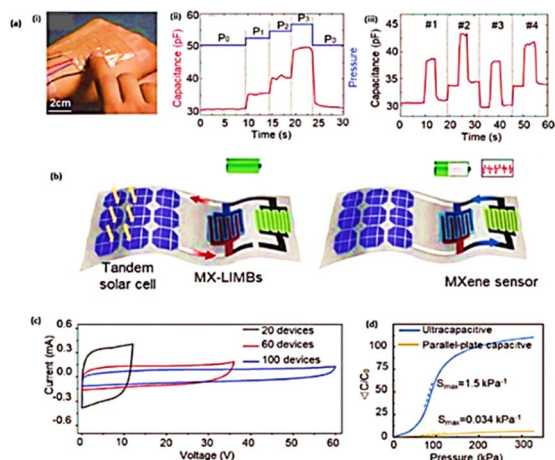 (a)
(i)
2cm
(ii)
Capacitance (pF)
60
50
40
30
P₀
P₁
P₂
P₃
P₀
Pressure
0 5 10 15 20 25 30
Time (s)
(iii)
Capacitance (pF)
45
40
35
30
25
#1 #2 #3 #4
0 10 20 30 40 50 60
Time (s)
(b)
Tandem
solar cell
MX-LIMBs
MXene sensor
(c)
Current (mA)
0.6
0.3
0.0
-0.3
-0.6
20 devices
60 devices
100 devices
0 10 20 30 40 50 60
Voltage (V)
(d)
ΔC/C₀
100
75
50
25
0
Ultracapacitive
Parallel-plate capacitive
Smax=1.5 kPa⁻¹
Smax=0.034 kPa⁻¹
0 100 200 300
Pressure (kPa)